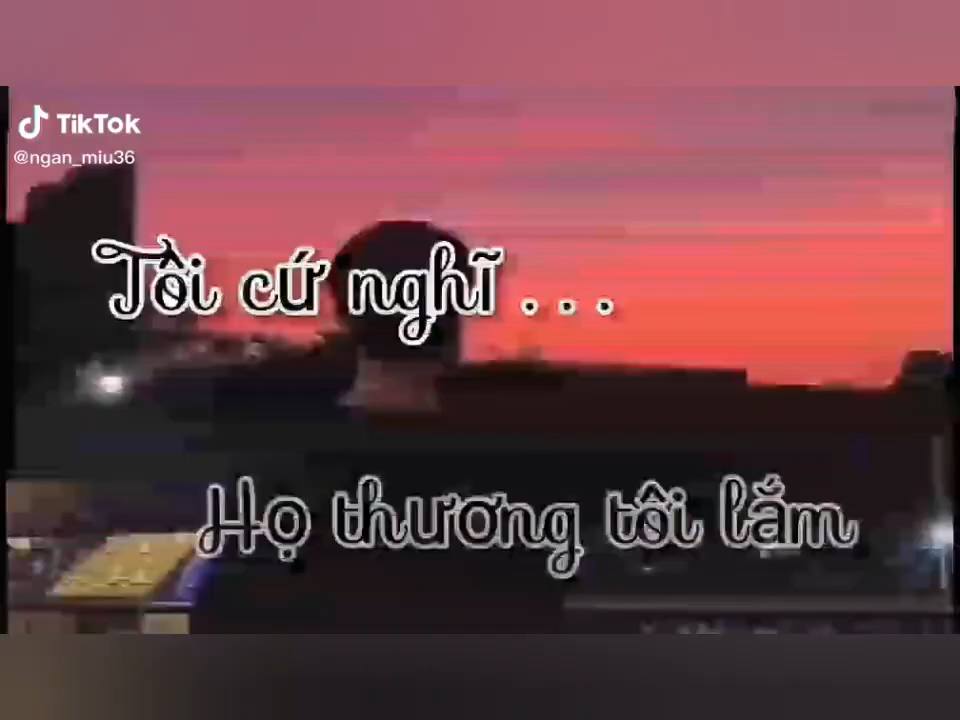 TikTok
@ngan_miu36
Tôi cứ nghĩ . . .
Họ thương tôi lắm